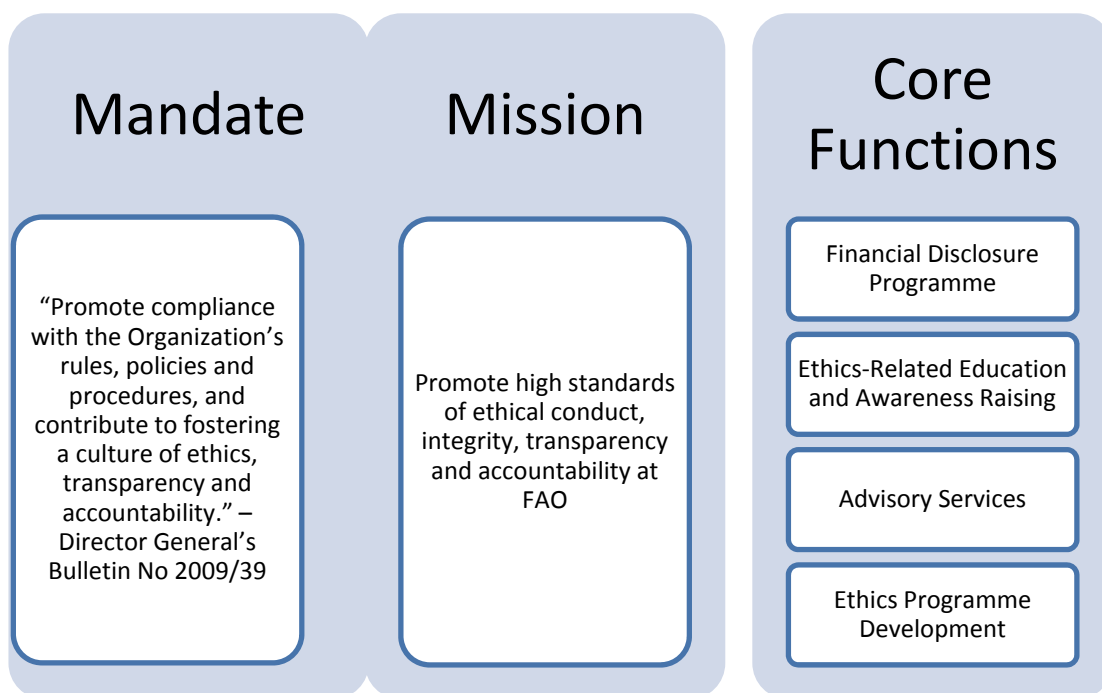 Mandate
“Promote compliance
with the Organization’s
rules, policies and
procedures, and
contribute to fostering
a culture of ethics,
transparency and
accountability.” –
Director General’s
Bulletin No 2009/39
Mission
Promote high standards
of ethical conduct,
integrity, transparency
and accountability at
FAO
Core
Functions
Financial Disclosure
Programme
Ethics-Related Education
and Awareness Raising
Advisory Services
Ethics Programme
Development